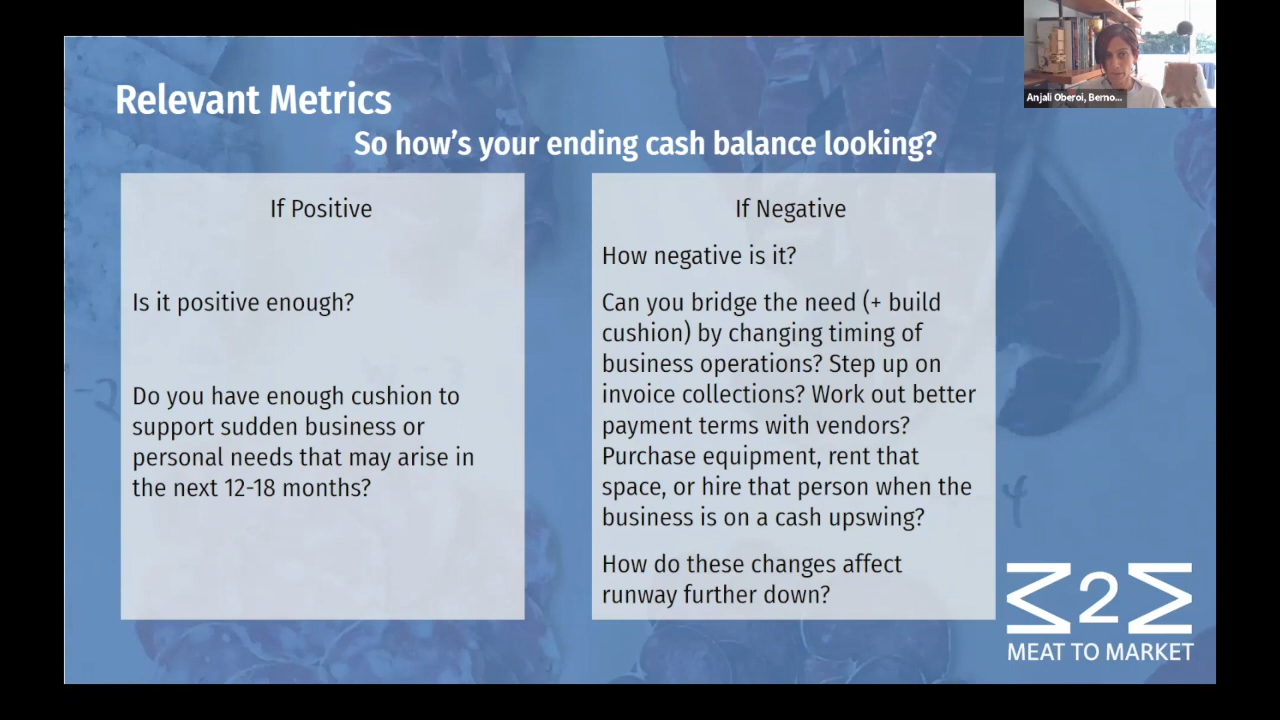 Anjali Oberoi, Berno...
Relevant Metrics
So how's your ending cash balance looking?
If Positive
Is it positive enough?
Do you have enough cushion to
support sudden business or
personal needs that may arise in
the next 12-18 months?
If Negative
How negative is it?
Can you bridge the need (+ build
cushion) by changing timing of
business operations? Step up on
invoice collections? Work out better
payment terms with vendors?
Purchase equipment, rent that
space, or hire that person when the
business is on a cash upswing?
How do these changes affect
runway further down?
M2M
MEAT TO MARKET